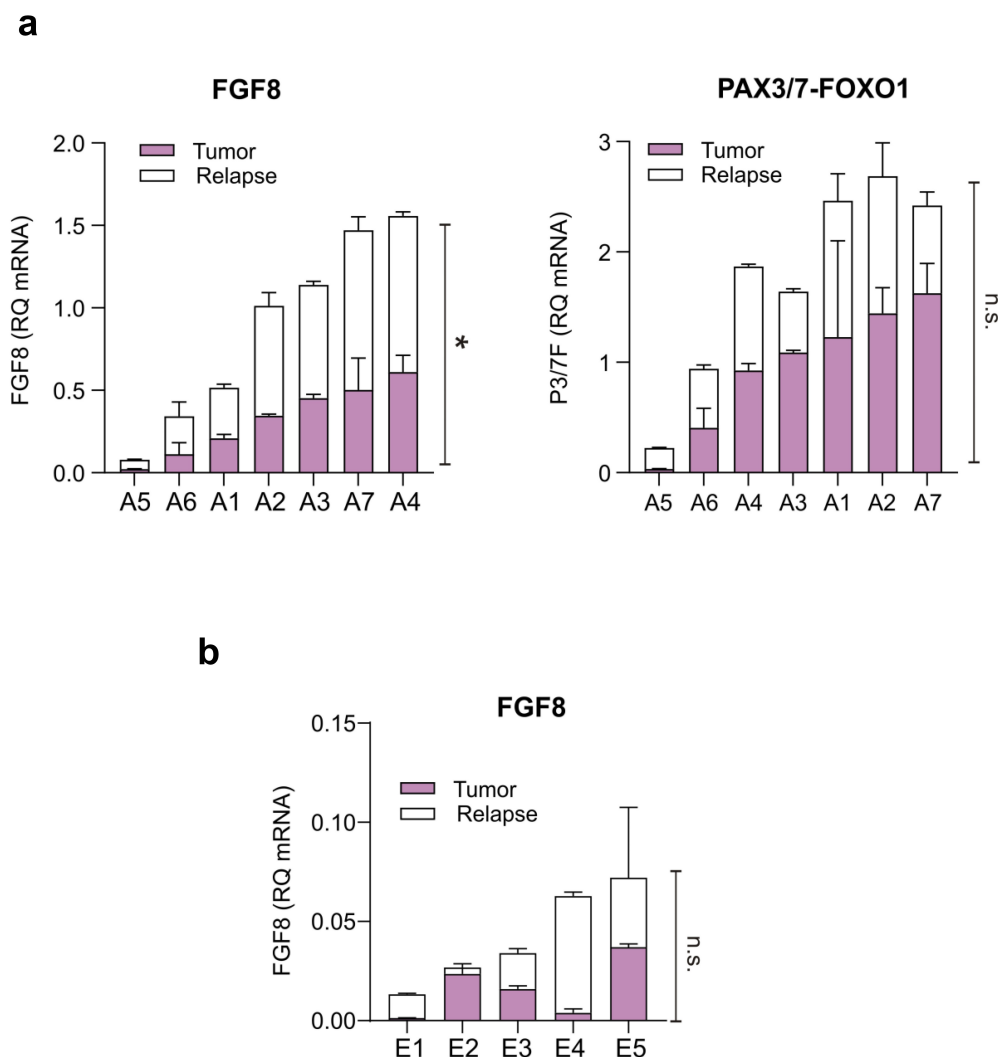 a
FGF8
2.0
1.5
1.0
0.5
0.0
FGF8 (RQ mRNA)
Tumor
Relapse
*
A5 A6 A1 A2 A3 A7 A4
PAX3/7-FOXO1
3
2
1
0
P3/7F (RQ mRNA)
Tumor
Relapse
n.s.
A5 A6 A4 A3 A1 A2 A7
b
FGF8
0.15
0.10
0.05
0.00
FGF8 (RQ mRNA)
Tumor
Relapse
n.s.
E1 E2 E3 E4 E5